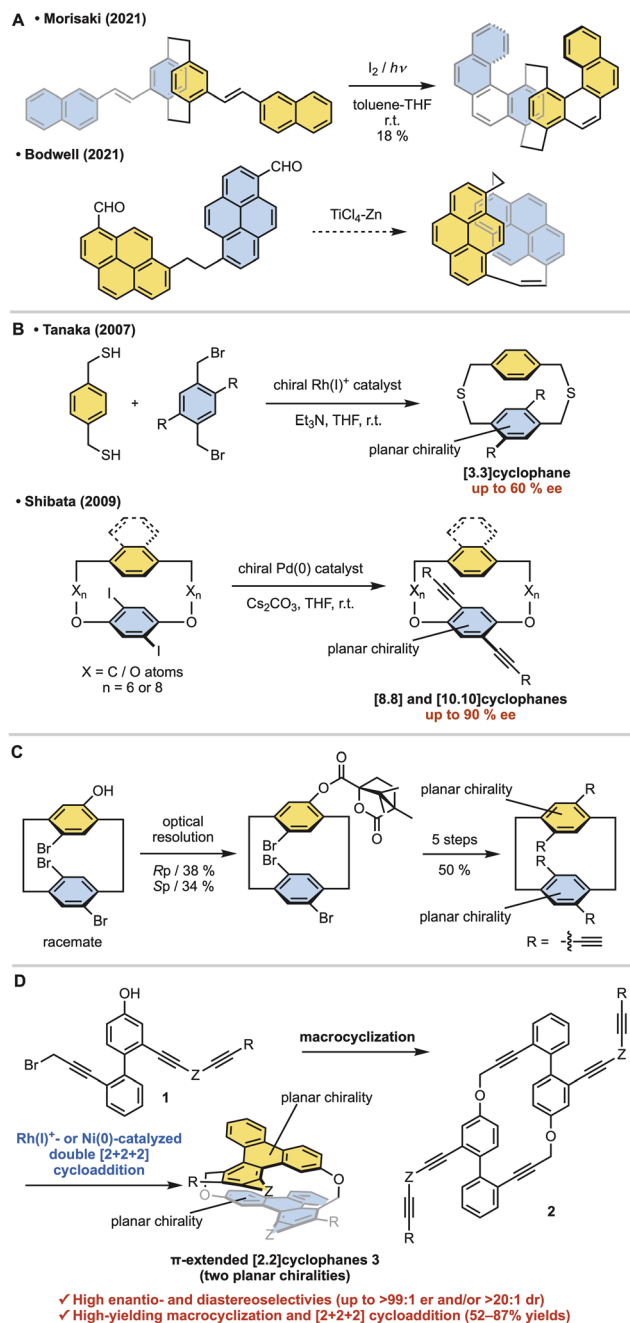 A • Morisaki (2021)
I2 / hν
toluene-THF
r.t.
18 %
• Bodwell (2021)
CHO
CHO
TiCl4-Zn
B • Tanaka (2007)
SH
SH
+
Br
R
R
Br
chiral Rh(I)+ catalyst
Et3N, THF, r.t.
S
S
R
R
planar chirality
[3.3]cyclophane
up to 60 % ee
• Shibata (2009)
Xn
Xn
I
O
O
I
X = C / O atoms
n = 6 or 8
chiral Pd(0) catalyst
Cs2CO3, THF, r.t.
R
Xn
Xn
O
O
planar chirality
R
[8.8] and [10.10]cyclophanes
up to 90 % ee
C
OH
Br
Br
Br
racemate
optical
resolution
Rp / 38 %
Sp / 34 %
O
O
O
O
Br
Br
Br
5 steps
50 %
planar chirality
R
R
R
R
planar chirality
R =
D
OH
Br
R
Z
1
macrocyclization
R
Z
O
O
Z
R
2
Rh(I)+- or Ni(0)-catalyzed
double [2+2+2]
cycloaddition
planar chirality
R
Z
O
O
R
Z
planar chirality
π-extended [2.2]cyclophanes 3
(two planar chiralities)
✓ High enantio- and diastereoselectivies (up to >99:1 er and/or >20:1 dr)
✓ High-yielding macrocyclization and [2+2+2] cycloaddition (52–87% yields)